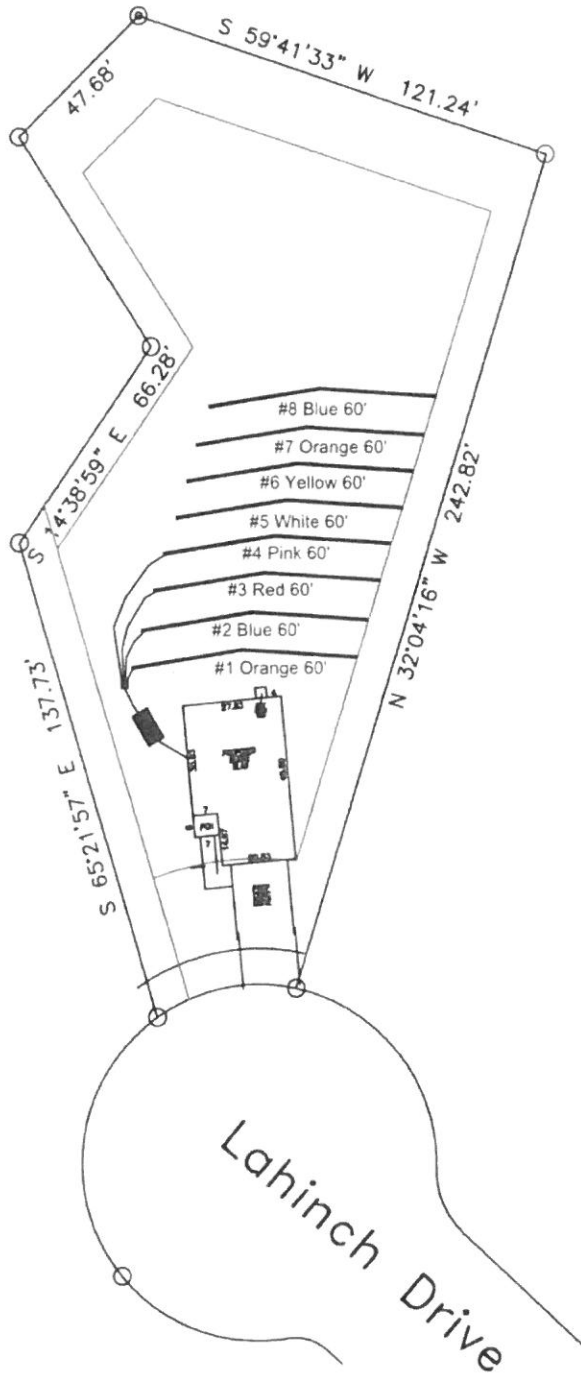 S 59°41'33" W 121.24'
47.68'
S 14°38'59" E 66.28'
#8 Blue 60'
#7 Orange 60'
#6 Yellow 60'
#5 White 60'
#4 Pink 60'
#3 Red 60'
#2 Blue 60'
#1 Orange 60'
N 32°04'16" W 242.82'
S 65°21'57" E 137.73'
7
7
Lahinch Drive